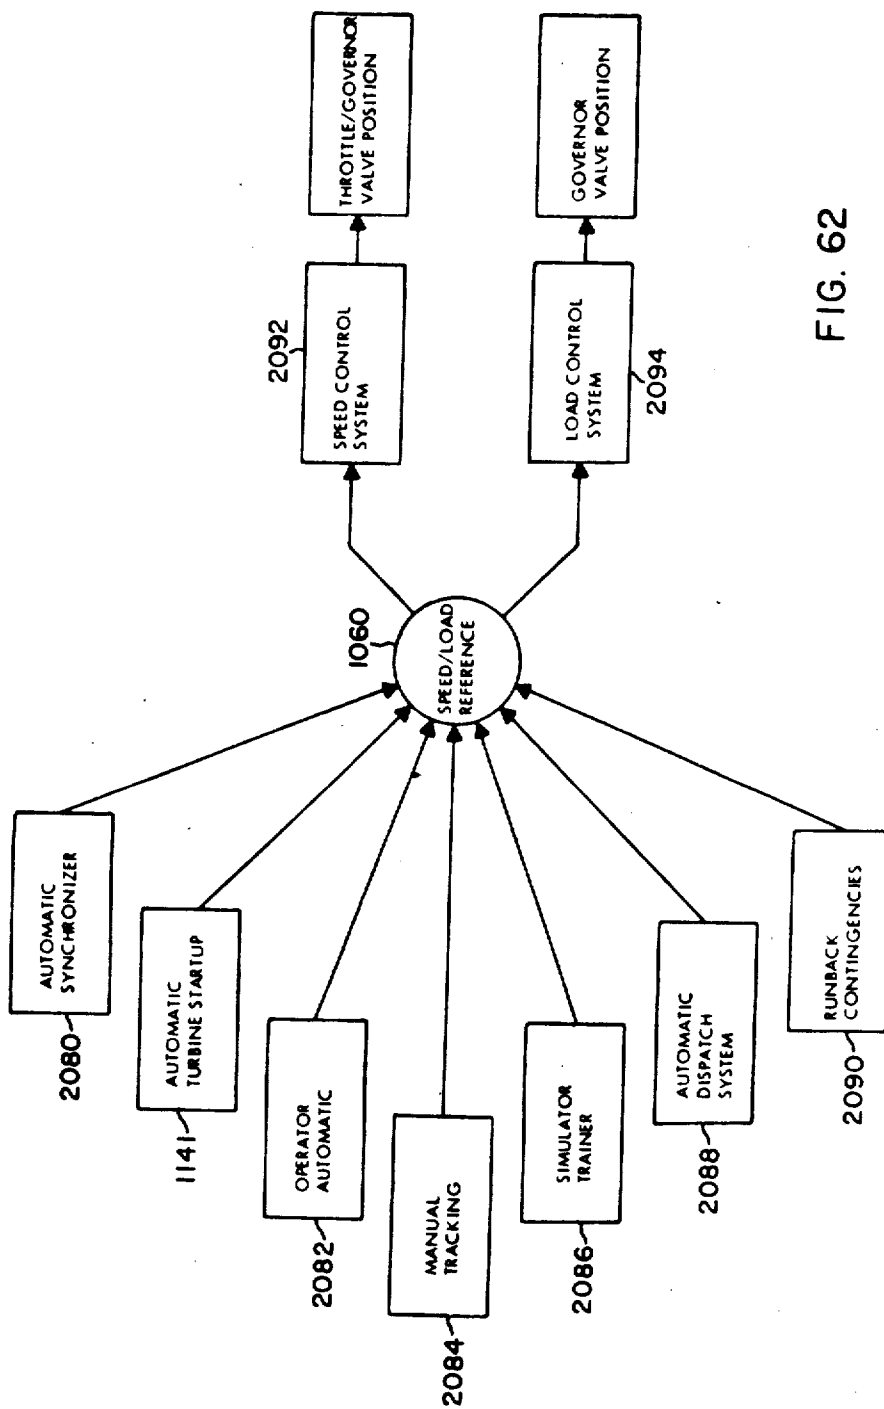 AUTOMATIC
SYNCHRONIZER
2080
AUTOMATIC
TURBINE STARTUP
1141
OPERATOR
AUTOMATIC
2082
MANUAL
TRACKING
2084
SIMULATOR
TRAINER
2086
AUTOMATIC
DISPATCH
SYSTEM
2088
RUNBACK
CONTINGENCIES
2090
1060
SPEED/LOAD
REFERENCE
2092
SPEED CONTROL
SYSTEM
THROTTLE/GOVERNOR
VALVE POSITION
LOAD CONTROL
SYSTEM
2094
GOVERNOR
VALVE POSITION
FIG. 62